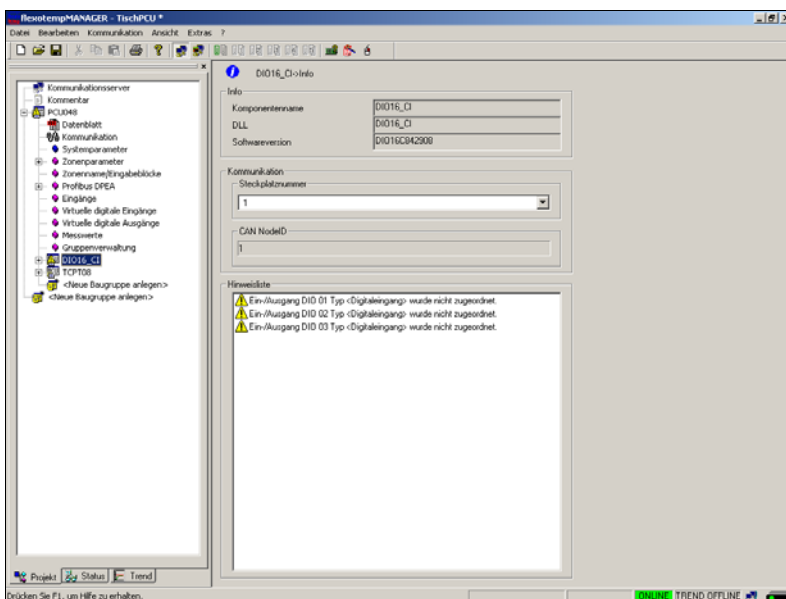 flexotempMANAGER - TischPCU *
Datei Bearbeiten Kommunikation Ansicht Extras ?
DIO16_CI->Info
Kommunikationsserver
Kommentar
PCU048
Datenblatt
Kommunikation
Systemparameter
Zonenparameter
Zonenname/Eingabeblöcke
Profibus DPEA
Eingänge
Virtuelle digitale Eingänge
Virtuelle digitale Ausgänge
Messwerte
Gruppenverwaltung
DIO16_CI
TCPT08
<Neue Baugruppe anlegen>
<Neue Baugruppe anlegen>
Info
Komponentenname DIO16_CI
DLL DIO16_CI
Softwareversion DIO16C842908
Kommunikation
Steckplatznummer
1
CAN NodeID
1
Hinweisliste
Ein-/Ausgang DIO 01 Typ <Digitaleingang> wurde nicht zugeordnet.
Ein-/Ausgang DIO 02 Typ <Digitaleingang> wurde nicht zugeordnet.
Ein-/Ausgang DIO 03 Typ <Digitaleingang> wurde nicht zugeordnet.
Projekt Status Trend
Drücken Sie F1, um Hilfe zu erhalten.
ONLINE TREND OFFLINE